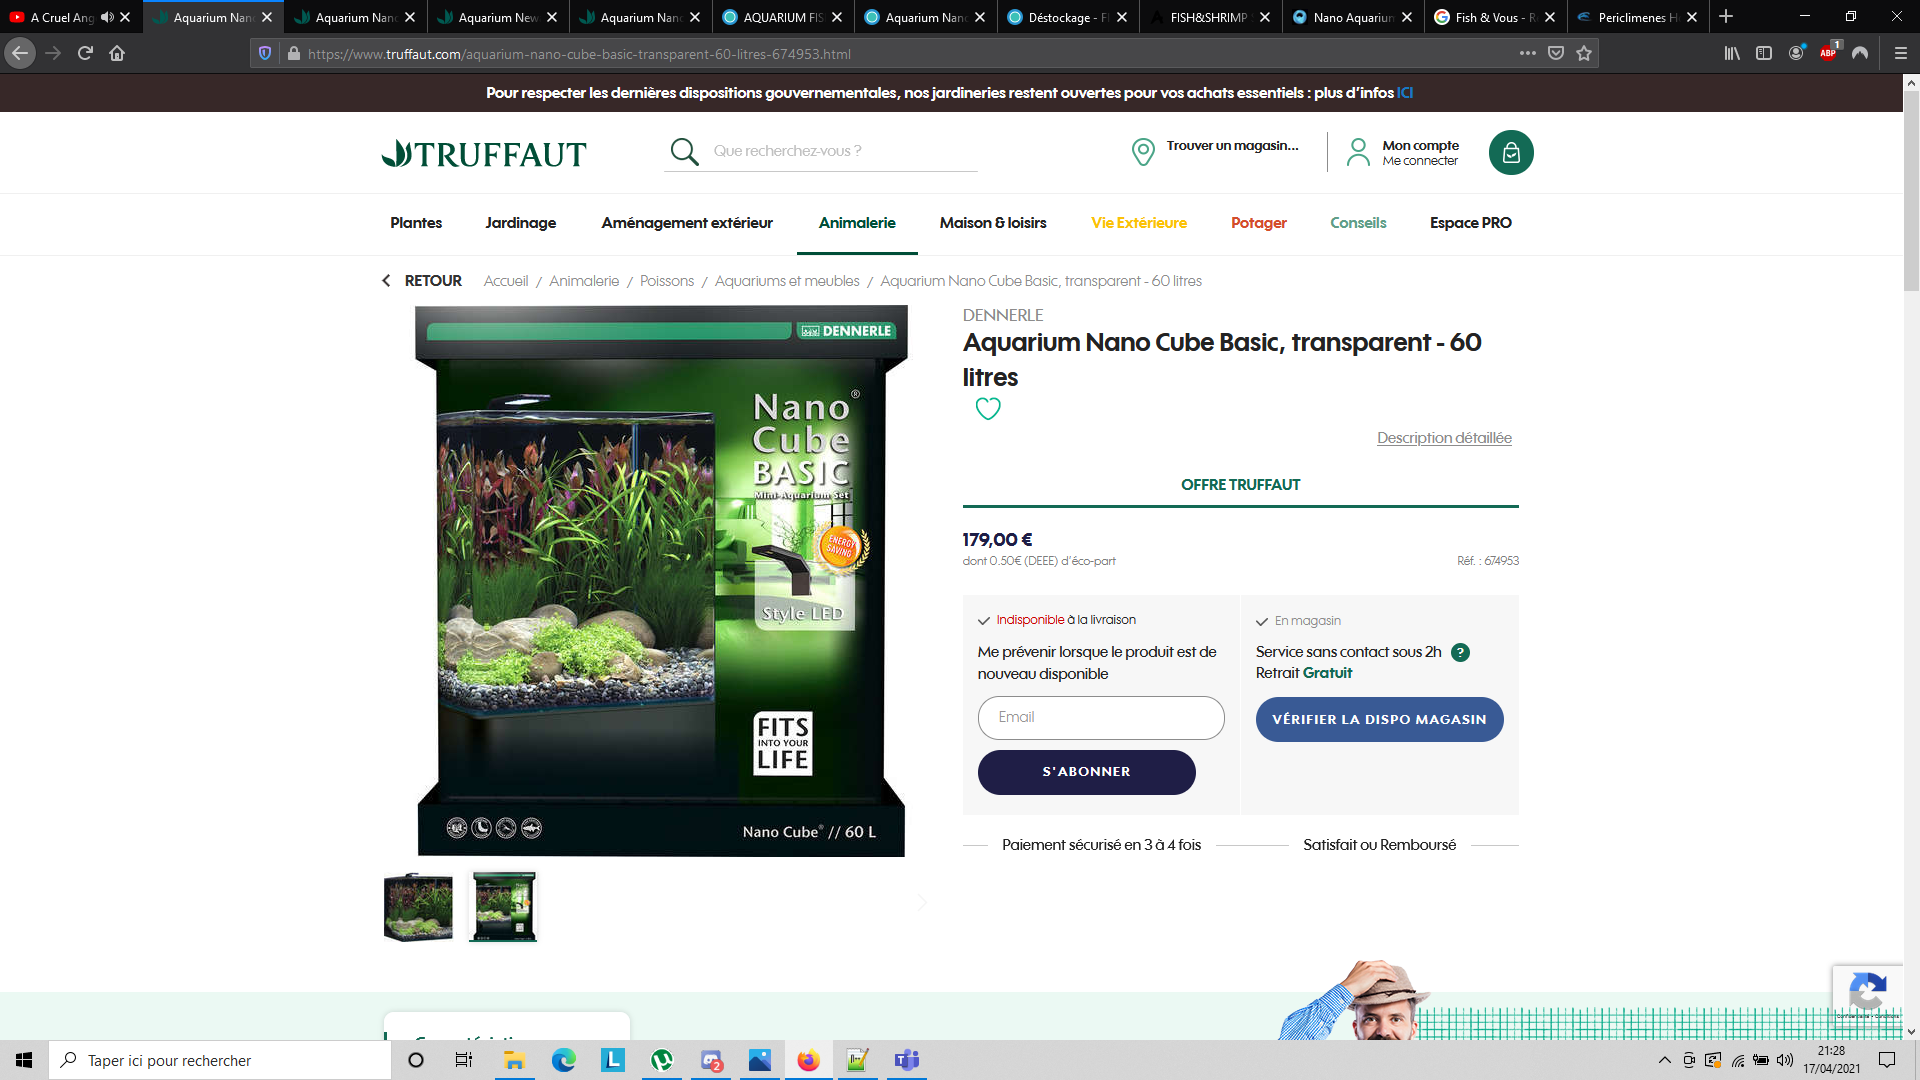 A Cruel Ang
Aquarium Nano
Aquarium Nano
Aquarium New
Aquarium Nano
AQUARIUM FIS
Aquarium Nano
Déstockage - F
FISH&SHRIMP
Nano Aquarium
Fish & Vous - R
Periclimenes H
https://www.truffaut.com/aquarium-nano-cube-basic-transparent-60-litres-674953.html
ABP
1
Pour respecter les dernières dispositions gouvernementales, nos jardineries restent ouvertes pour vos achats essentiels : plus d'infos ICI
TRUFFAUT
Que recherchez-vous ?
Trouver un magasin...
Mon compte
Me connecter
Plantes
Jardinage
Aménagement extérieur
Animalerie
Maison & loisirs
Vie Extérieure
Potager
Conseils
Espace PRO
RETOUR
Accueil / Animalerie / Poissons / Aquariums et meubles / Aquarium Nano Cube Basic, transparent - 60 litres
DENNERLE
Nano®
Cube
BASIC
Mini-Aquarium Set
ENERGY
SAVING
Style LED
FITS
INTO YOUR
LIFE
Nano Cube® // 60 L
DENNERLE
Aquarium Nano Cube Basic, transparent - 60
litres
Description détaillée
OFFRE TRUFFAUT
179,00 €
dont 0.50€ (DEEE) d'éco-part
Réf. : 674953
Indisponible à la livraison
Me prévenir lorsque le produit est de
nouveau disponible
Email
S'ABONNER
En magasin
Service sans contact sous 2h ?
Retrait Gratuit
VÉRIFIER LA DISPO MAGASIN
Paiement sécurisé en 3 à 4 fois
Satisfait ou Remboursé
Taper ici pour rechercher
2
21:28
17/04/2021